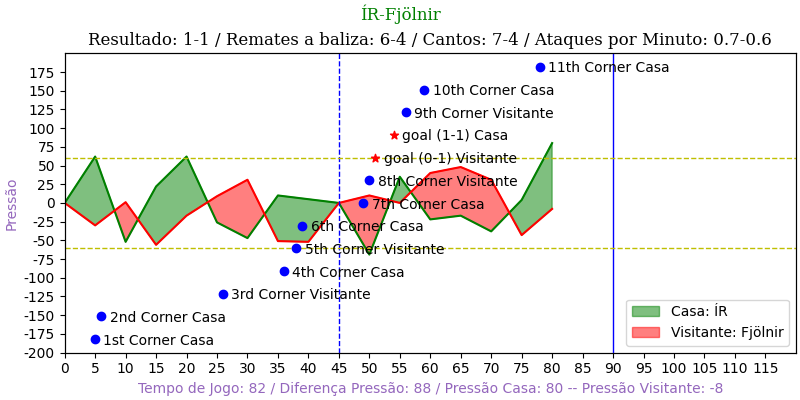 ÍR-Fjölnir
Resultado: 1-1 / Remates a baliza: 6-4 / Cantos: 7-4 / Ataques por Minuto: 0.7-0.6
Pressão
175
150
125
100
75
50
25
0
-25
-50
-75
-100
-125
-150
-175
-200
11th Corner Casa
10th Corner Casa
9th Corner Visitante
goal (1-1) Casa
goal (0-1) Visitante
8th Corner Visitante
7th Corner Casa
6th Corner Casa
5th Corner Visitante
4th Corner Casa
3rd Corner Visitante
2nd Corner Casa
1st Corner Casa
Casa: ÍR
Visitante: Fjölnir
0 5 10 15 20 25 30 35 40 45 50 55 60 65 70 75 80 85 90 95 100 105 110 115
Tempo de Jogo: 82 / Diferença Pressão: 88 / Pressão Casa: 80 -- Pressão Visitante: -8